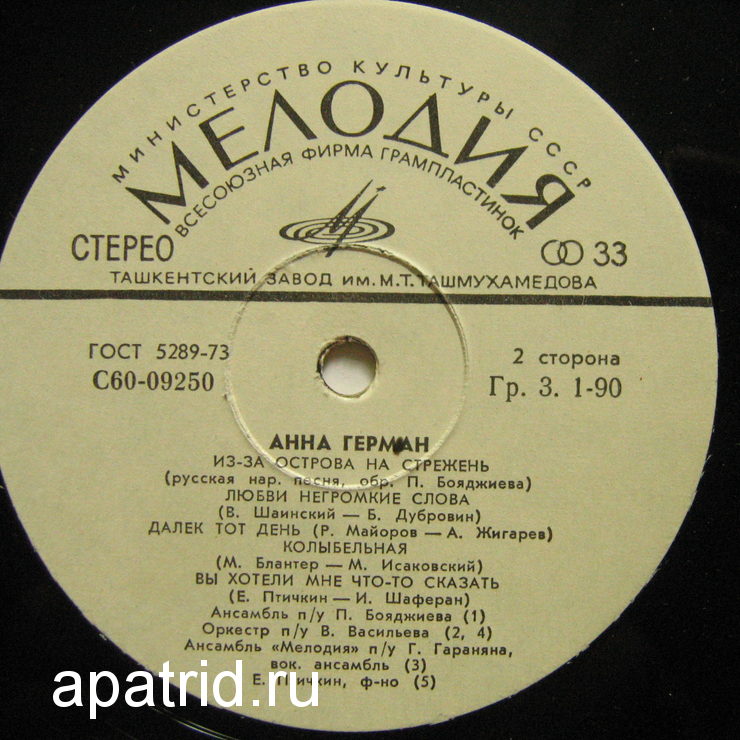 МИНИСТЕРСТВО КУЛЬТУРЫ СССР
МЕЛОДИЯ
ВСЕСОЮЗНАЯ ФИРМА ГРАМПЛАСТИНОК
СТЕРЕО
33
ТАШКЕНТСКИЙ ЗАВОД ИМ. М.Т. ТАШМУХАМЕДОВА
ГОСТ 5289-73
С60-09250
2 сторона
Гр. 3. 1-90
АННА ГЕРМАН
ИЗ-ЗА ОСТРОВА НА СТРЕЖЕНЬ
(русская нар. песня, обр. П. Бояджиева)
ЛЮБВИ НЕГРОМКИЕ СЛОВА
(В. Шаинский — Б. Дубровин)
ДАЛЕК ТОТ ДЕНЬ (Р. Майоров — А. Жигарев)
КОЛЫБЕЛЬНАЯ
(М. Блантер — М. Исаковский)
ВЫ ХОТЕЛИ МНЕ ЧТО-ТО СКАЗАТЬ
(Е. Птичкин — И. Шаферан)
Ансамбль п/у П. Бояджиева (1)
Оркестр п/у В. Васильева (2, 4)
Ансамбль «Мелодия» п/у Г. Гараняна,
вок. ансамбль (3)
Е. Птичкин, ф-но (5)
apatrid.ru